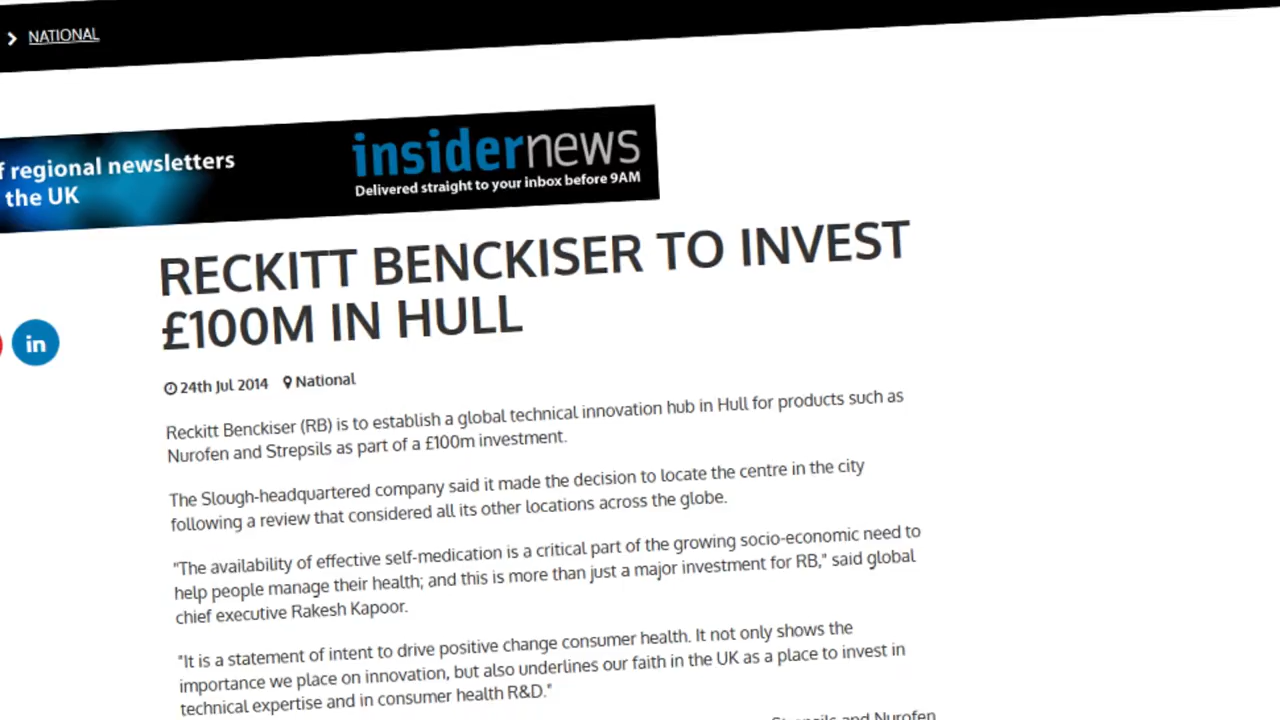 NATIONAL
f regional newsletters
the UK
insidernews
Delivered straight to your inbox before 9AM
RECKITT BENCKISER TO INVEST
£100M IN HULL
in
24th Jul 2014 National
Reckitt Benckiser (RB) is to establish a global technical innovation hub in Hull for products such as
Nurofen and Strepsils as part of a £100m investment.
The Slough-headquartered company said it made the decision to locate the centre in the city
following a review that considered all its other locations across the globe.
"The availability of effective self-medication is a critical part of the growing socio-economic need to
help people manage their health; and this is more than just a major investment for RB," said global
chief executive Rakesh Kapoor.
"It is a statement of intent to drive positive change consumer health. It not only shows the
importance we place on innovation, but also underlines our faith in the UK as a place to invest in
technical expertise and in consumer health R&D."
Strepsils and Nurofen